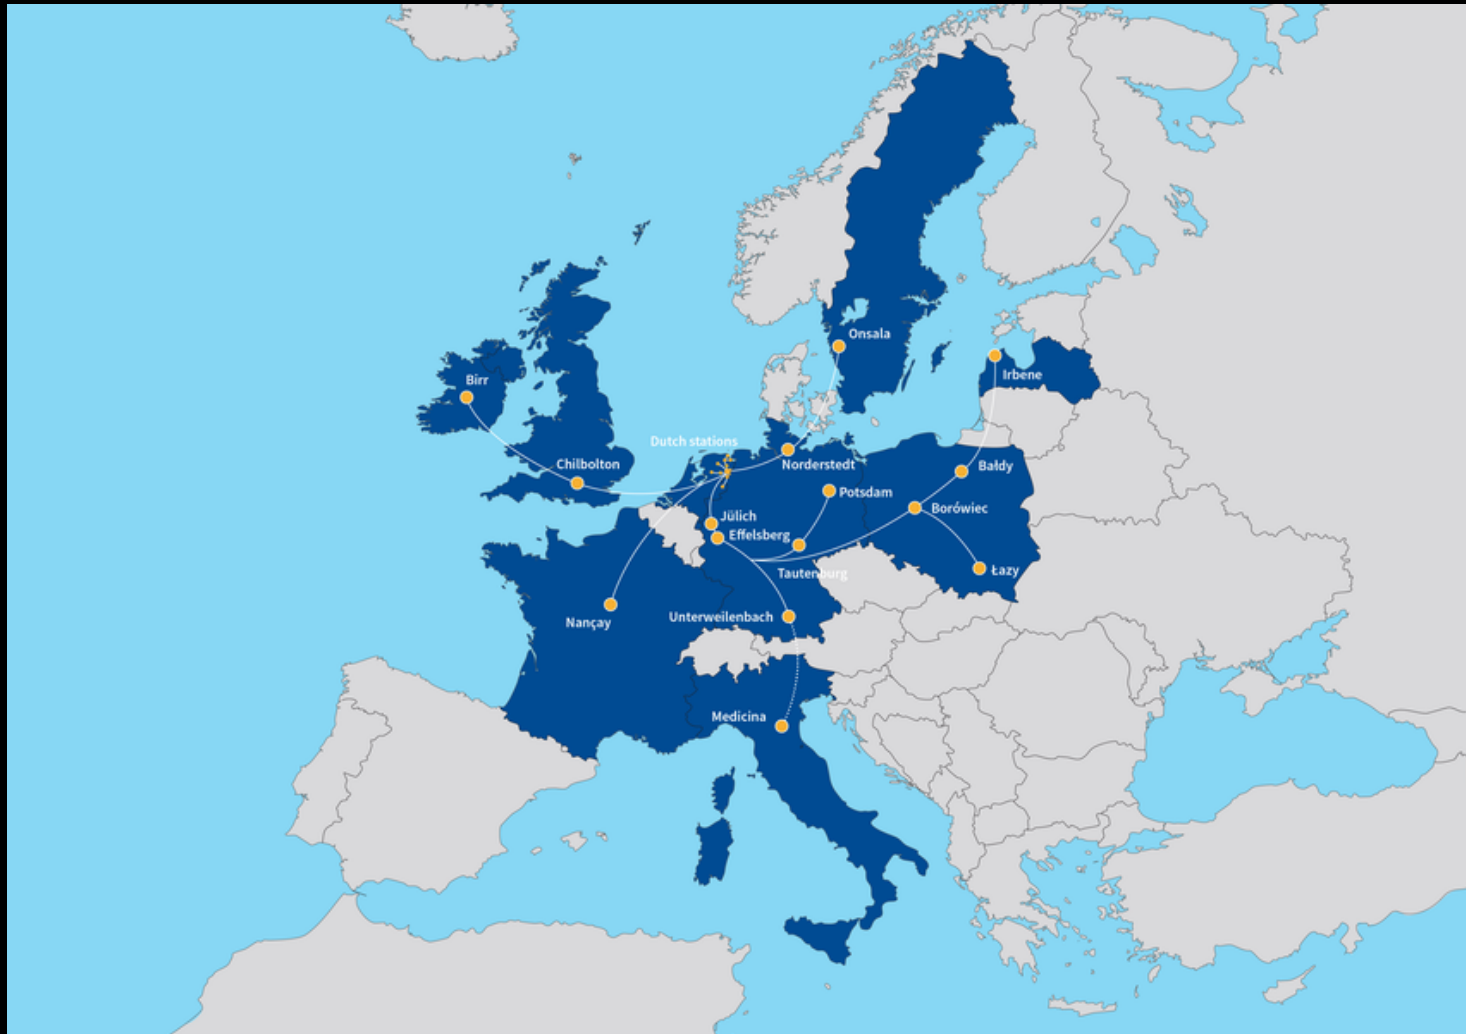 Onsala
Irbene
Birr
Dutch stations
Chilbolton
Norderstedt
Bałdy
Potsdam
Borówiec
Jülich
Effelsberg
Tautenburg
Łazy
Nançay
Unterweilenbach
Medicina